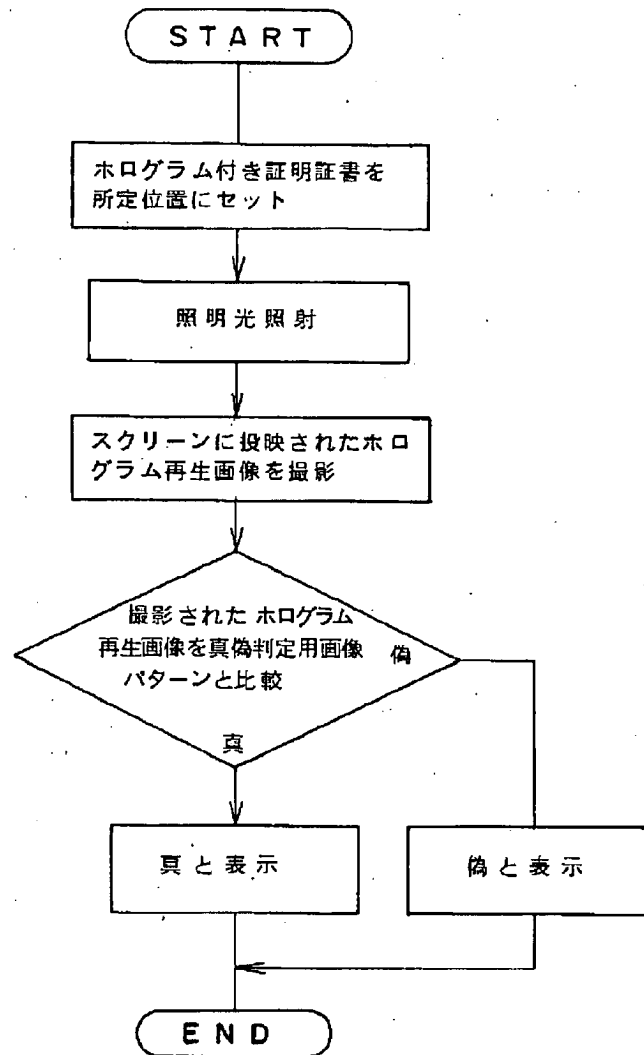 START
ホログラム付き証明証書を
所定位置にセット
照明光照射
スクリーンに投映されたホロ
グラム再生画像を撮影
撮影されたホログラム
再生画像を真偽判定用画像
パターンと比較
偽
真
真と表示
偽と表示
END